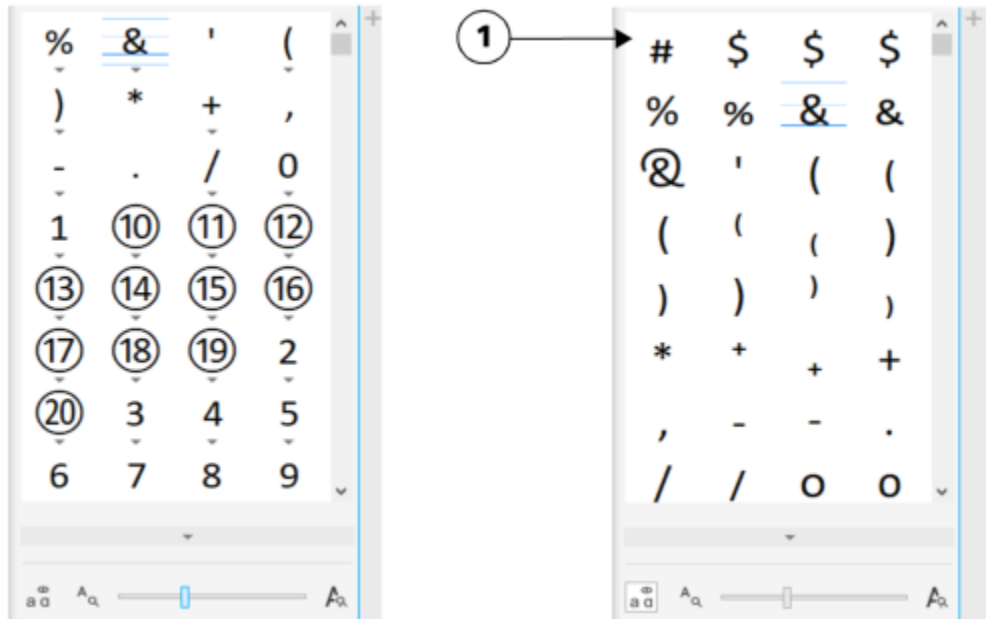 % & ' (
) * + ,
- . / 0
1 ⑩ ⑪ ⑫
⑬ ⑭ ⑮ ⑯
⑰ ⑱ ⑲ 2
⑳ 3 4 5
6 7 8 9
a a A A
1
# $ $ $
% % & &
& ' ( (
( ( ( )
) ) ) )
* + + +
, - - .
/ / o o
a a A A